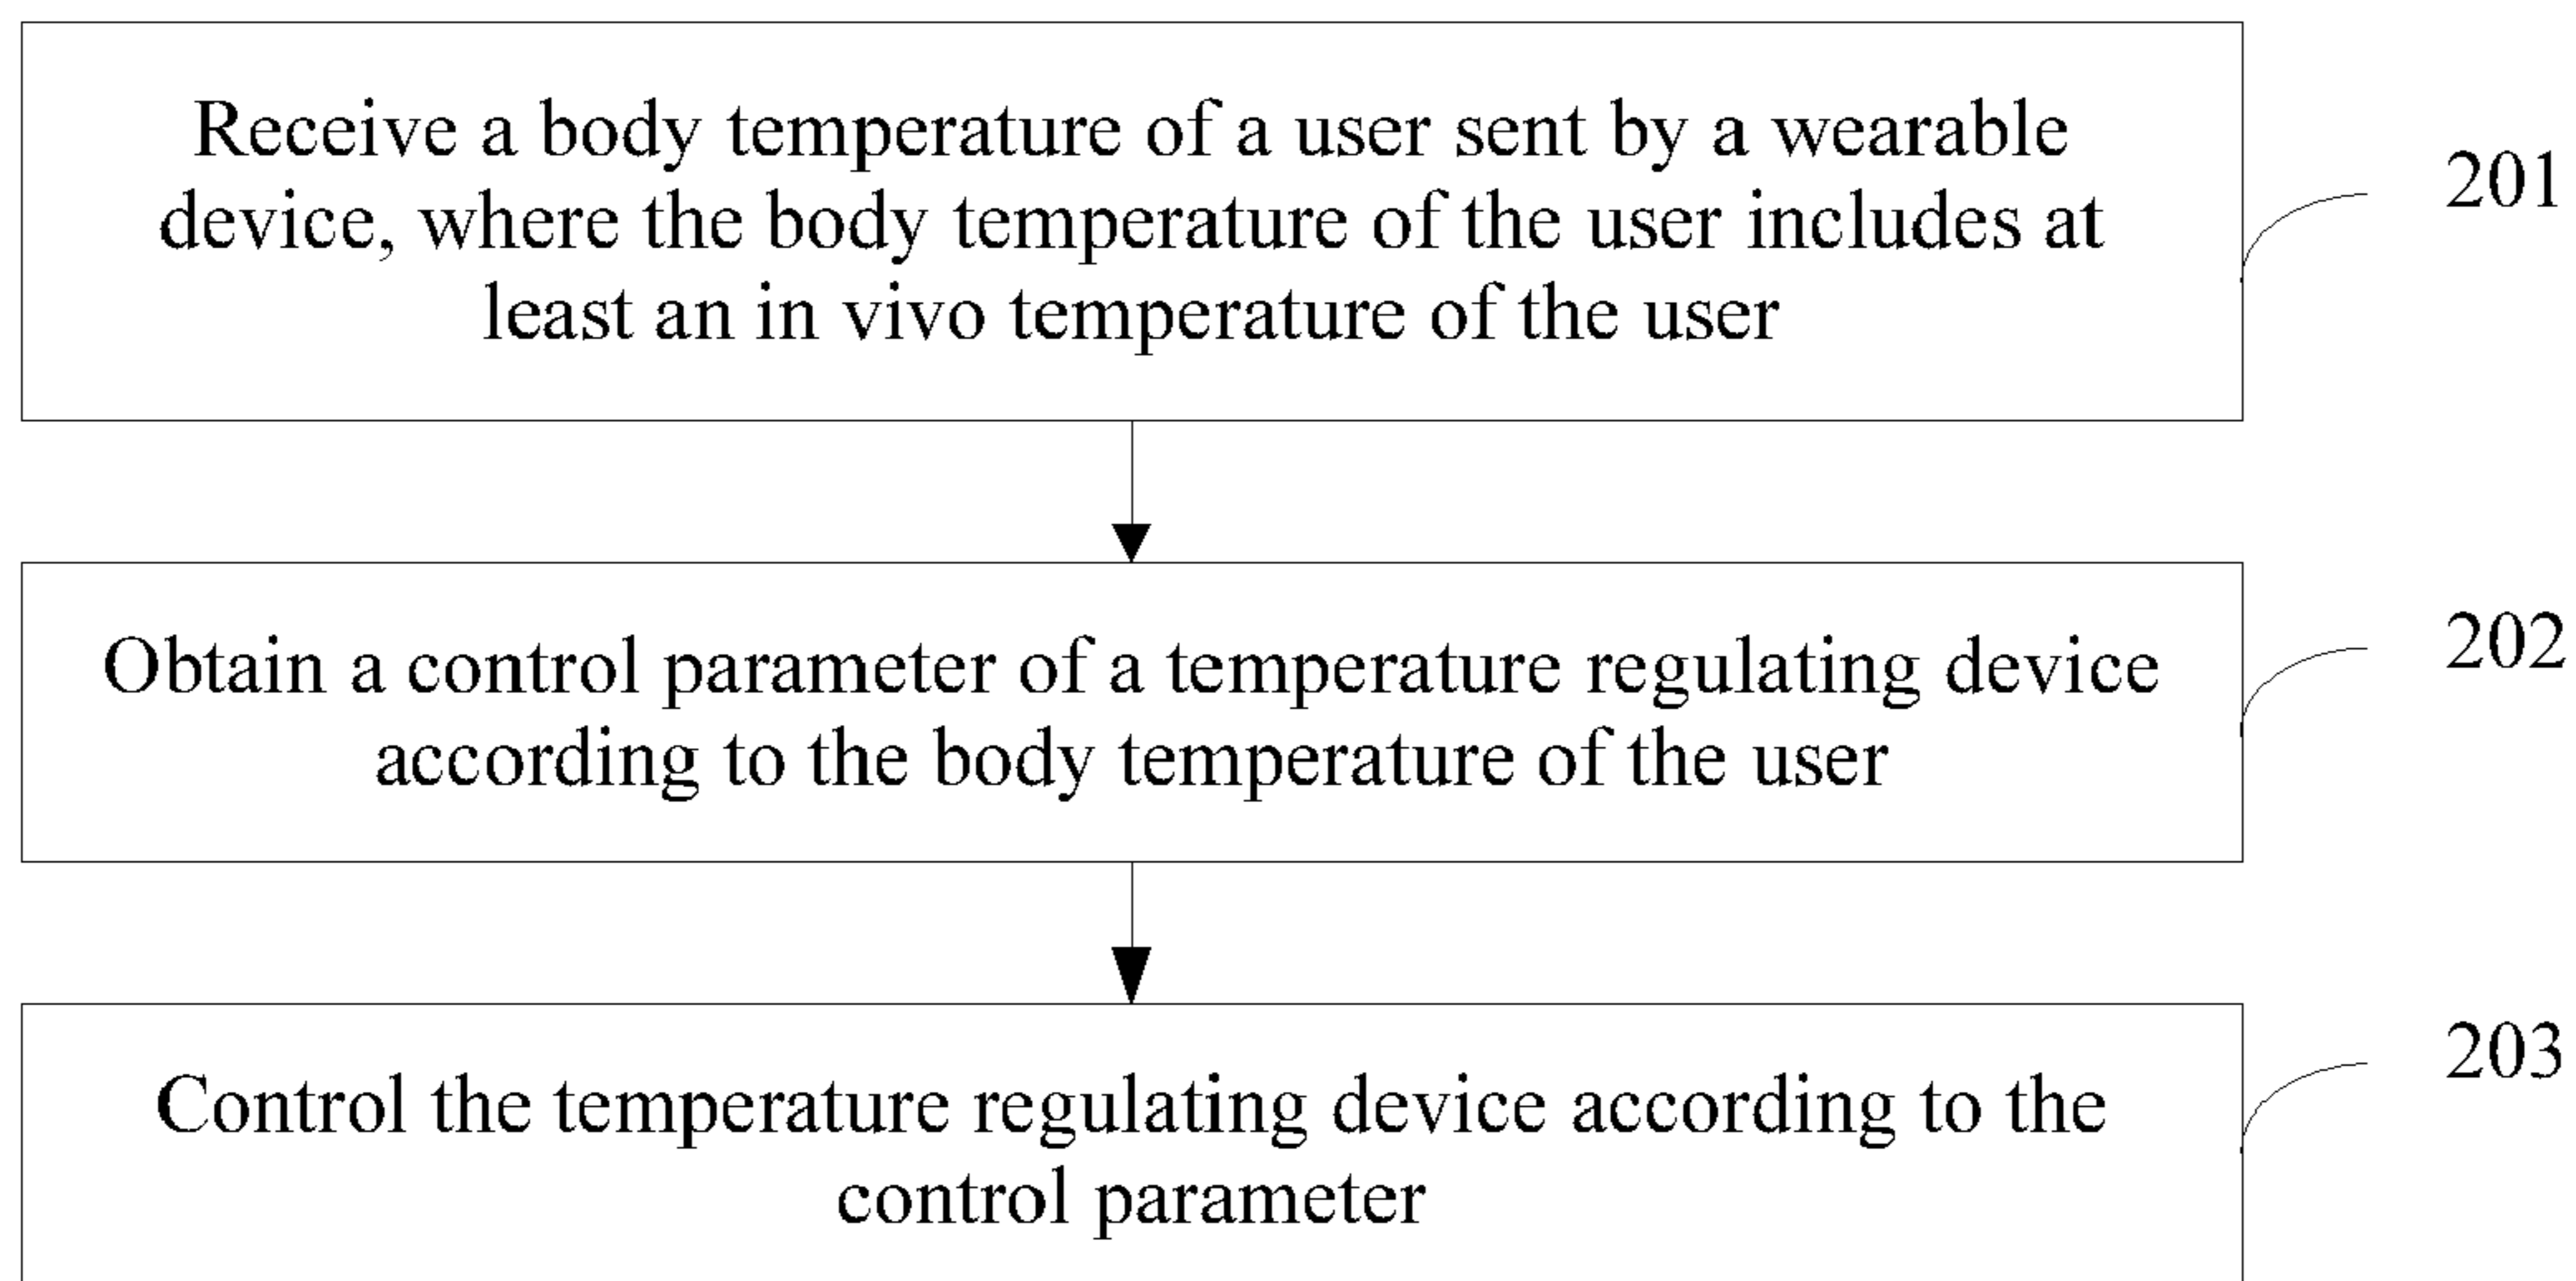 Receive a body temperature of a user sent by a wearable
device, where the body temperature of the user includes at
least an in vivo temperature of the user
201
Obtain a control parameter of a temperature regulating device
according to the body temperature of the user
202
Control the temperature regulating device according to the
control parameter
203